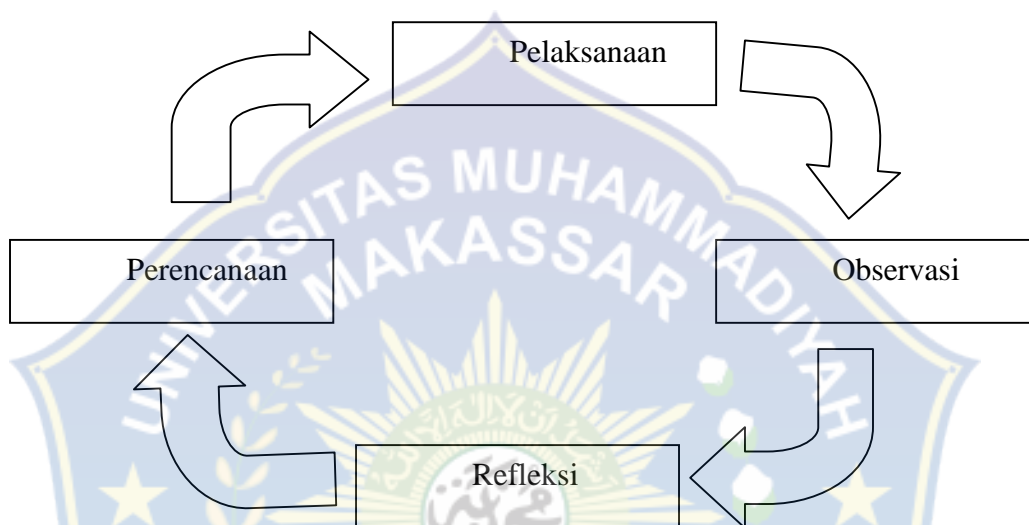 Pelaksanaan
UNIVERSITAS MUHAMMADIYAH
MAKASSAR
Perencanaan
Observasi
Refleksi